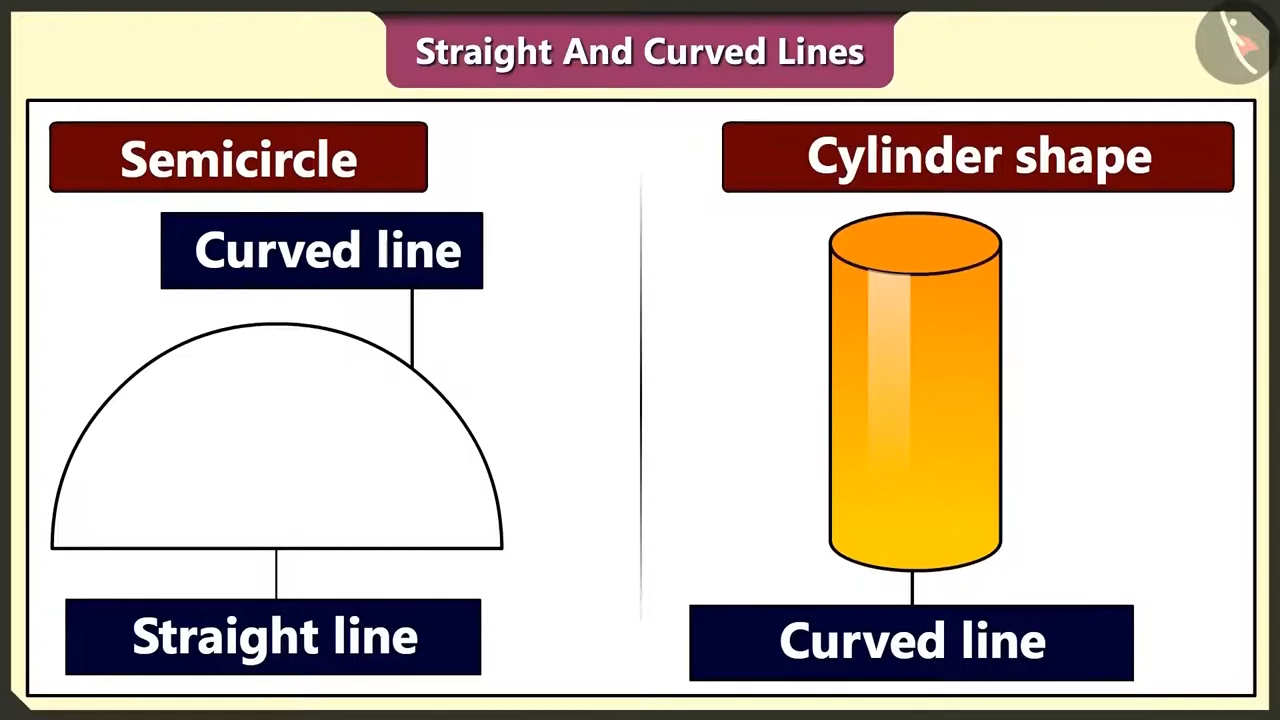 Straight And Curved Lines
Semicircle
Curved line
Straight line
Cylinder shape
Curved line